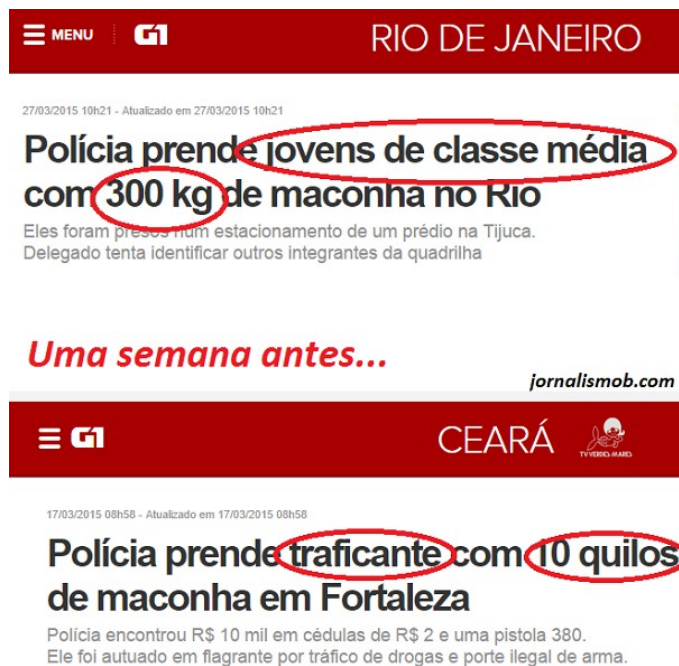 MENU G1 RIO DE JANEIRO
27/03/2015 10h21 - Atualizado em 27/03/2015 10h21
Polícia prende jovens de classe média
com 300 kg de maconha no Rio
Eles foram presos num estacionamento de um prédio na Tijuca.
Delegado tenta identificar outros integrantes da quadrilha
Uma semana antes...
jornalismob.com
G1 CEARÁ
TV VERDES MARES
17/03/2015 08h58 - Atualizado em 17/03/2015 08h58
Polícia prende traficante com 10 quilos
de maconha em Fortaleza
Polícia encontrou R$ 10 mil em cédulas de R$ 2 e uma pistola 380.
Ele foi autuado em flagrante por tráfico de drogas e porte ilegal de arma.